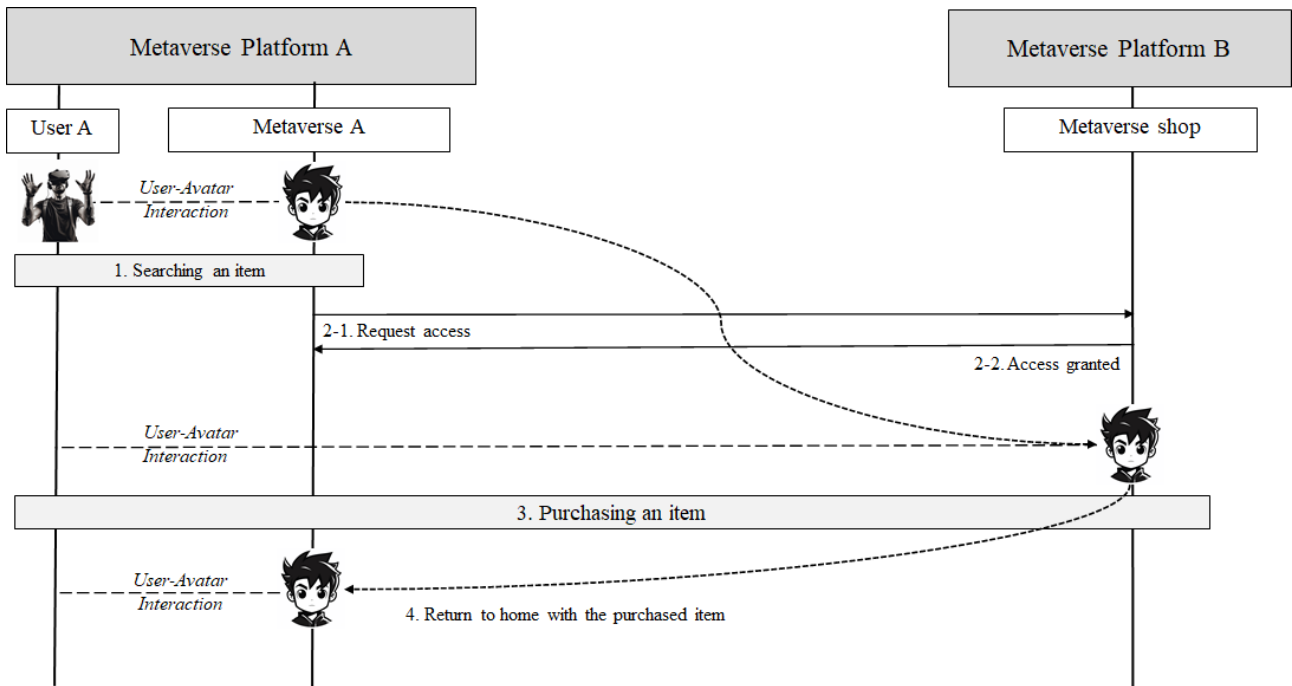 Metaverse Platform A
Metaverse Platform B
User A
Metaverse A
Metaverse shop
User-Avatar
Interaction
1. Searching an item
2-1. Request access
2-2. Access granted
User-Avatar
Interaction
3. Purchasing an item
User-Avatar
Interaction
4. Return to home with the purchased item